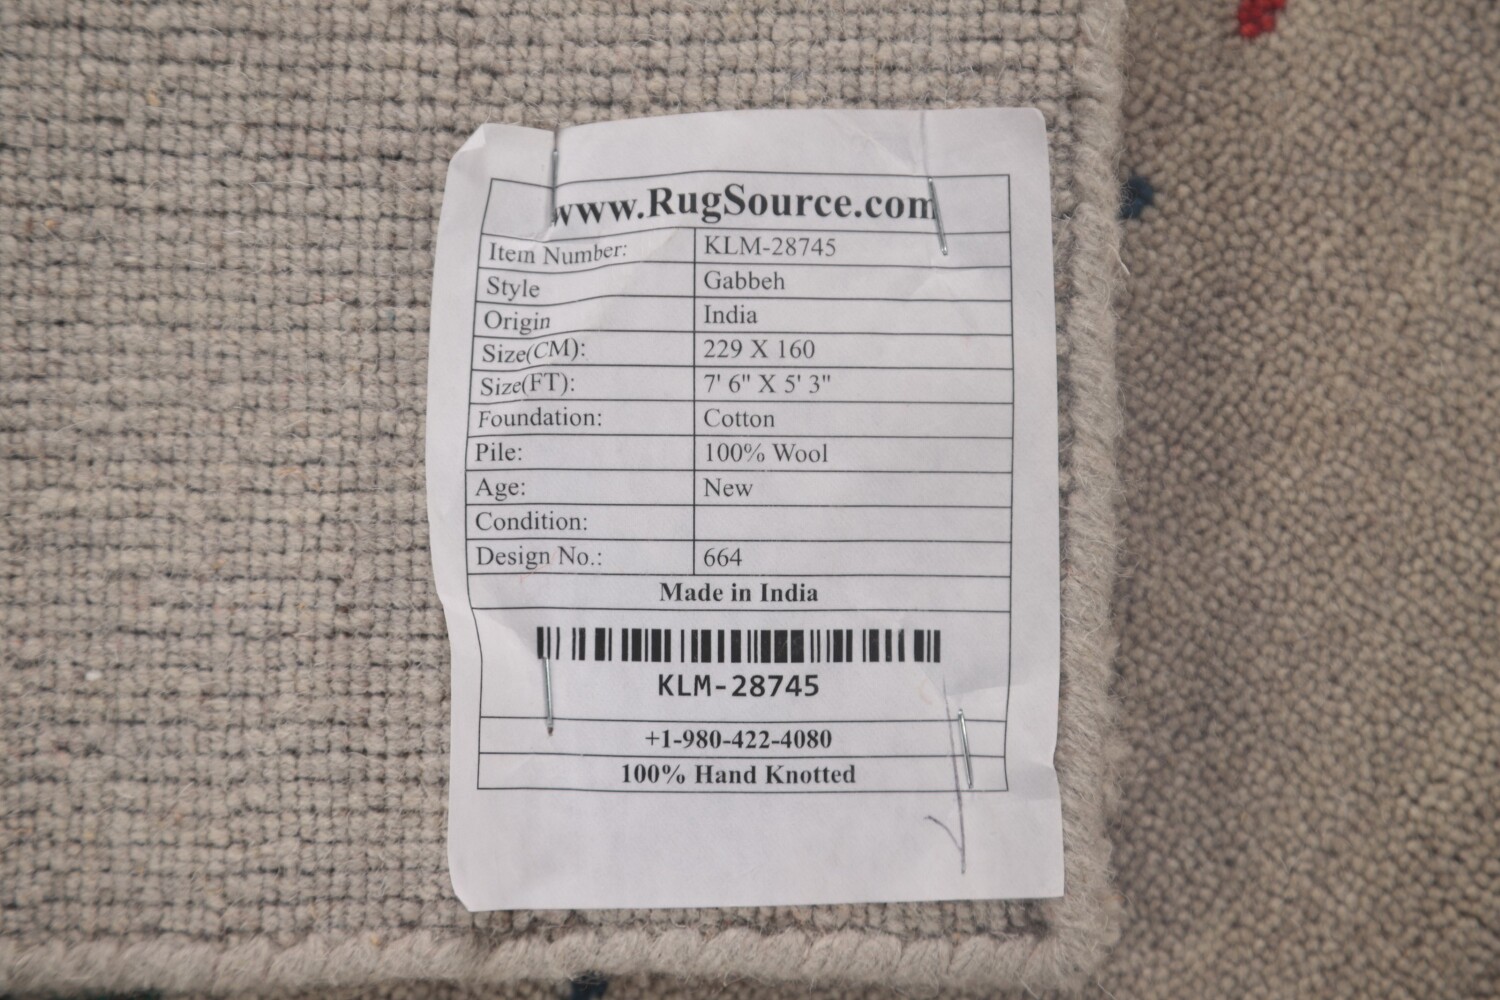 www.RugSource.com
Item Number: KLM-28745
Style Gabbeh
Origin India
Size(CM): 229 X 160
Size(FT): 7' 6" X 5' 3"
Foundation: Cotton
Pile: 100% Wool
Age: New
Condition:
Design No.: 664
Made in India
KLM-28745
+1-980-422-4080
100% Hand Knotted